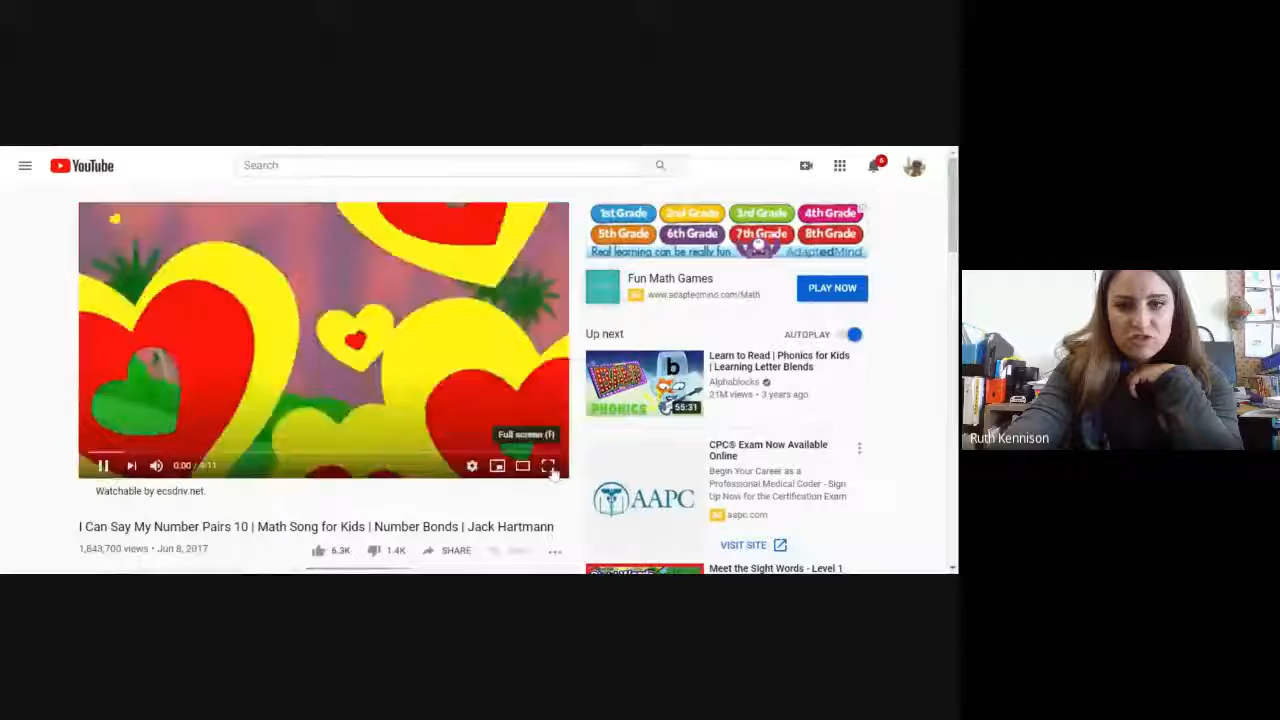 YouTube
Search
6
1st Grade 2nd Grade 3rd Grade 4th Grade
5th Grade 6th Grade 7th Grade 8th Grade
Real learning can be really fun AdaptedMind
Fun Math Games
Ad www.adaptedmind.com/Math
PLAY NOW
Up next
AUTOPLAY
Full screen (f)
0:00 / 4:11
Watchable by ecsdnv.net.
I Can Say My Number Pairs 10 | Math Song for Kids | Number Bonds | Jack Hartmann
1,843,700 views • Jun 8, 2017
6.3K
1.4K
SHARE
b
PHONICS
55:31
Learn to Read | Phonics for Kids
| Learning Letter Blends
Alphablocks
21M views • 3 years ago
AAPC
CPC® Exam Now Available
Online
Begin Your Career as a
Professional Medical Coder - Sign
Up Now for the Certification Exam
Ad aapc.com
VISIT SITE
Meet the Sight Words - Level 1
Ruth Kennison